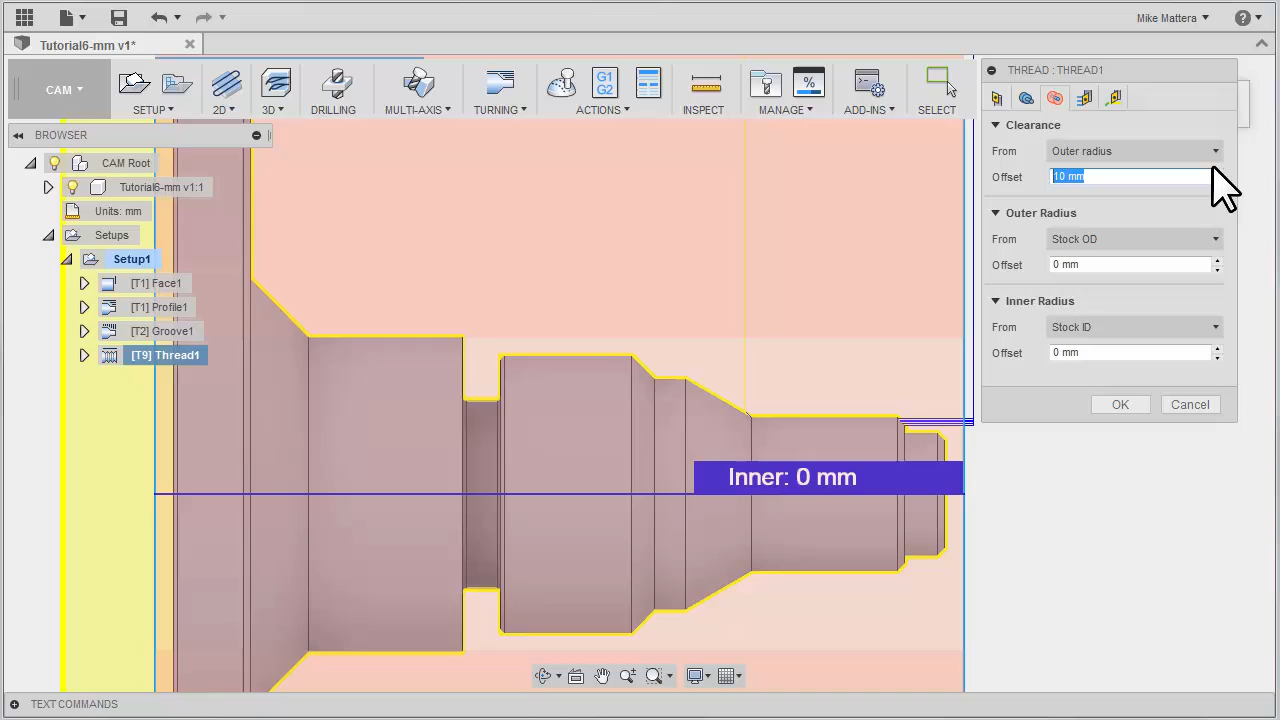 Mike Mattera
?
Tutorial6-mm v1*
CAM
SETUP
2D
3D
DRILLING
MULTI-AXIS
TURNING
G1
G2
ACTIONS
INSPECT
%
MANAGE
ADD-INS
SELECT
BROWSER
CAM Root
Tutorial6-mm v1:1
Units: mm
Setups
Setup1
[T1] Face1
[T1] Profile1
[T2] Groove1
[T9] Thread1
THREAD : THREAD1
Clearance
From Outer radius
Offset 10 mm
Outer Radius
From Stock OD
Offset 0 mm
Inner Radius
From Stock ID
Offset 0 mm
OK Cancel
Inner: 0 mm
TEXT COMMANDS